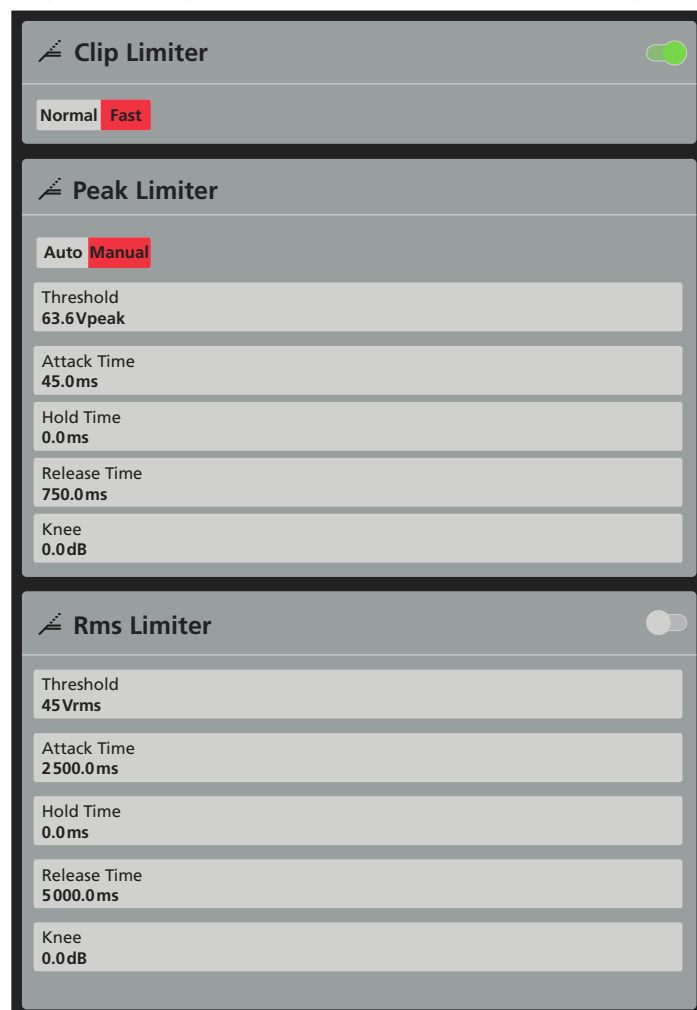 Clip Limiter
Normal Fast
Peak Limiter
Auto Manual
Threshold
63.6Vpeak
Attack Time
45.0ms
Hold Time
0.0ms
Release Time
750.0ms
Knee
0.0dB
Rms Limiter
Threshold
45Vrms
Attack Time
2500.0ms
Hold Time
0.0ms
Release Time
5000.0ms
Knee
0.0dB